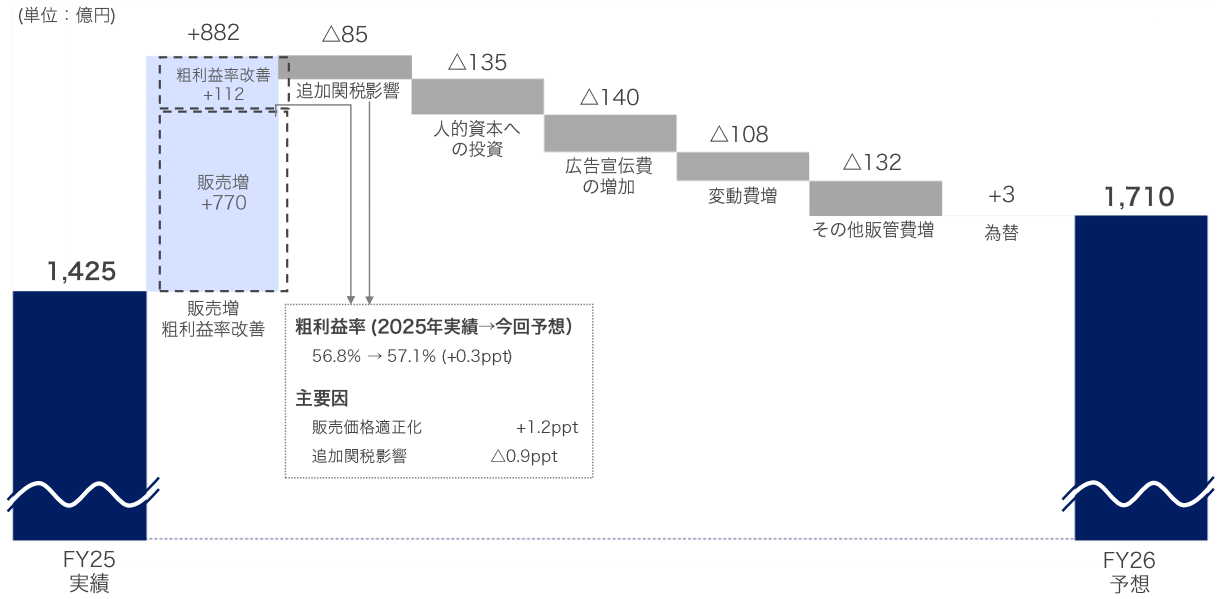 (単位：億円)
+882
粗利益率改善
+112
販売増
+770
販売増
粗利益率改善
△85
追加関税影響
△135
人的資本へ
の投資
△140
広告宣伝費
の増加
△108
変動費増
△132
その他販管費増
+3
為替
1,425
1,710
粗利益率 (2025年実績→今回予想)
56.8% → 57.1% (+0.3ppt)
主要因
販売価格適正化 +1.2ppt
追加関税影響 △0.9ppt
FY25
実績
FY26
予想